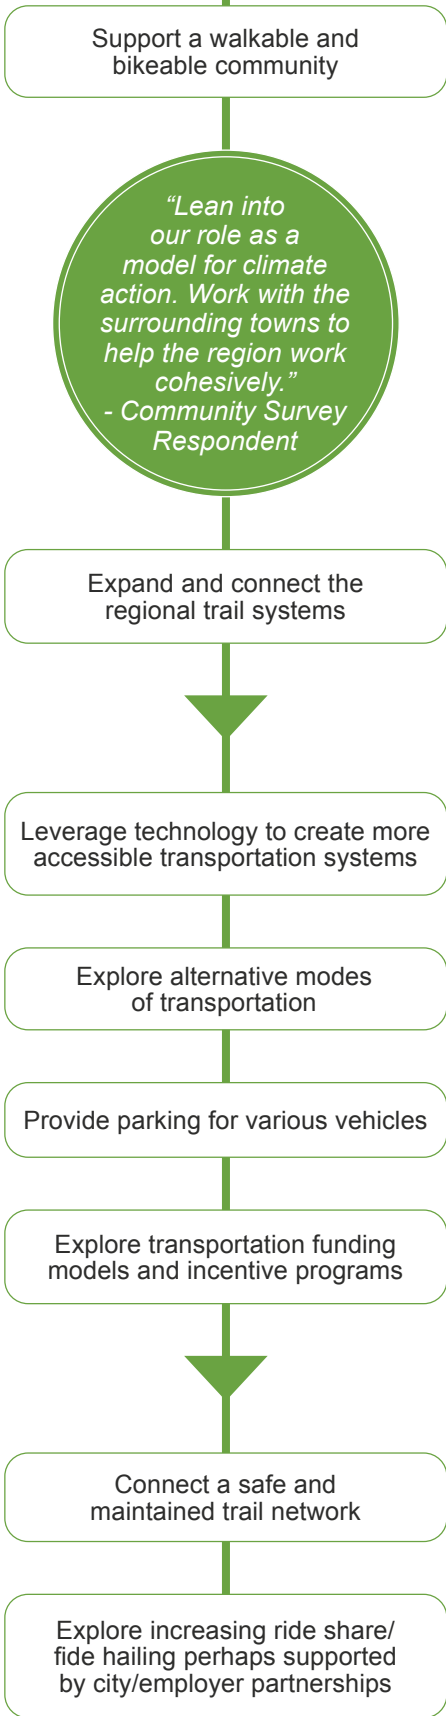 Support a walkable and
bikeable community
“Lean into
our role as a
model for climate
action. Work with the
surrounding towns to
help the region work
cohesively.”
- Community Survey
Respondent
Expand and connect the
regional trail systems
Leverage technology to create more
accessible transportation systems
Explore alternative modes
of transportation
Provide parking for various vehicles
Explore transportation funding
models and incentive programs
Connect a safe and
maintained trail network
Explore increasing ride share/
fide hailing perhaps supported
by city/employer partnerships